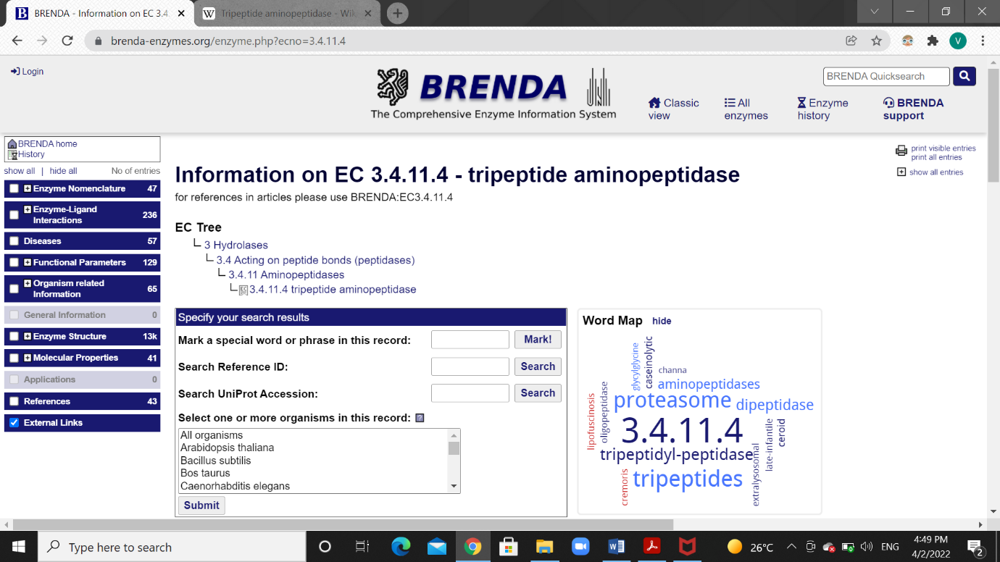 BRENDA - Information on EC 3.4
Tripeptide aminopeptidase - Wik
brenda-enzymes.org/enzyme.php?ecno=3.4.11.4
V
Login
BRENDA
The Comprehensive Enzyme Information System
BRENDA Quicksearch
Classic view
All enzymes
Enzyme history
BRENDA support
BRENDA home
History
show all | hide all No of entries
Enzyme Nomenclature 47
Enzyme-Ligand Interactions 236
Diseases 57
Functional Parameters 129
Organism related Information 65
General Information 0
Enzyme Structure 13k
Molecular Properties 41
Applications 0
References 43
External Links
print visible entries
print all entries
show all entries
Information on EC 3.4.11.4 - tripeptide aminopeptidase
for references in articles please use BRENDA:EC3.4.11.4
EC Tree
3 Hydrolases
3.4 Acting on peptide bonds (peptidases)
3.4.11 Aminopeptidases
3.4.11.4 tripeptide aminopeptidase
Specify your search results
Mark a special word or phrase in this record: Mark!
Search Reference ID: Search
Search UniProt Accession: Search
Select one or more organisms in this record: ?
All organisms
Arabidopsis thaliana
Bacillus subtilis
Bos taurus
Caenorhabditis elegans
Submit
Word Map hide
glycylglycine
caseinolytic
channa
aminopeptidases
lipofuscinosis
oligopeptidase
proteasome
dipeptidase
3.4.11.4
late-infantile
ceroid
tripeptidyl-peptidase
cremoris
tripeptides
extralysosomal
Type here to search
26°C
ENG
4:49 PM
4/2/2022
2